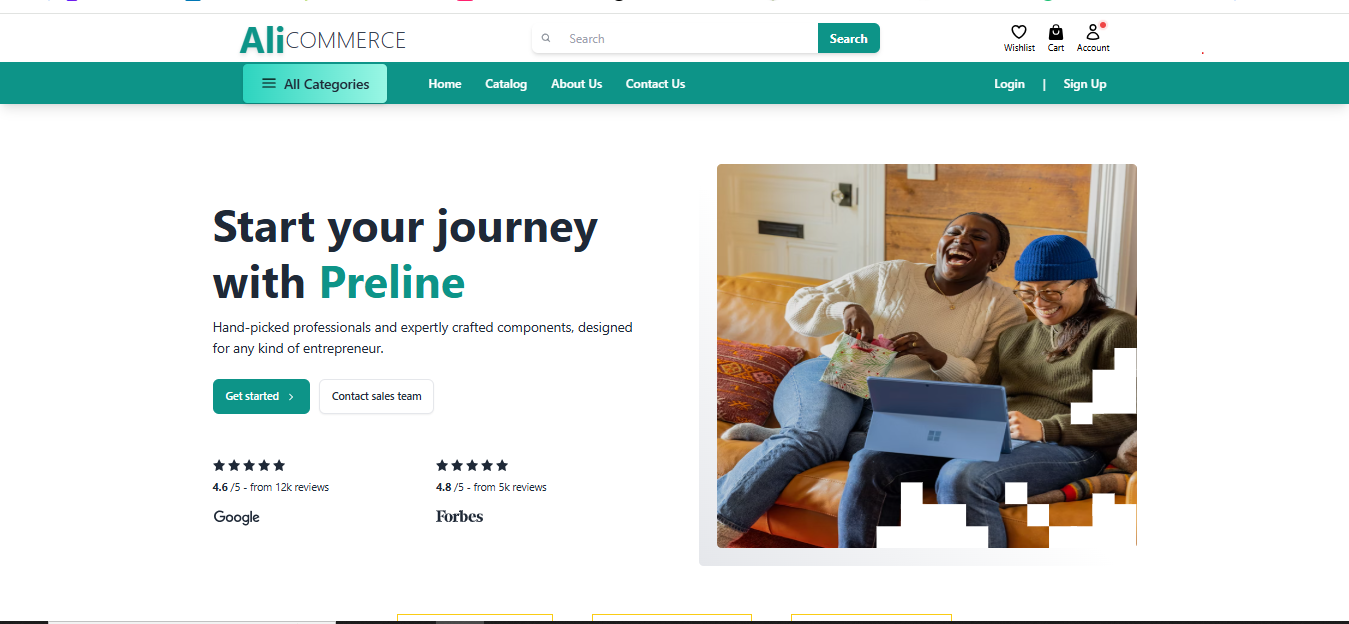 AliCOMMERCE
Search
Search
Wishlist
Cart
Account
All Categories
Home
Catalog
About Us
Contact Us
Login
|
Sign Up
Start your journey
with Preline
Hand-picked professionals and expertly crafted components, designed
for any kind of entrepreneur.
Get started
Contact sales team
4.6 /5 - from 12k reviews
Google
4.8 /5 - from 5k reviews
Forbes